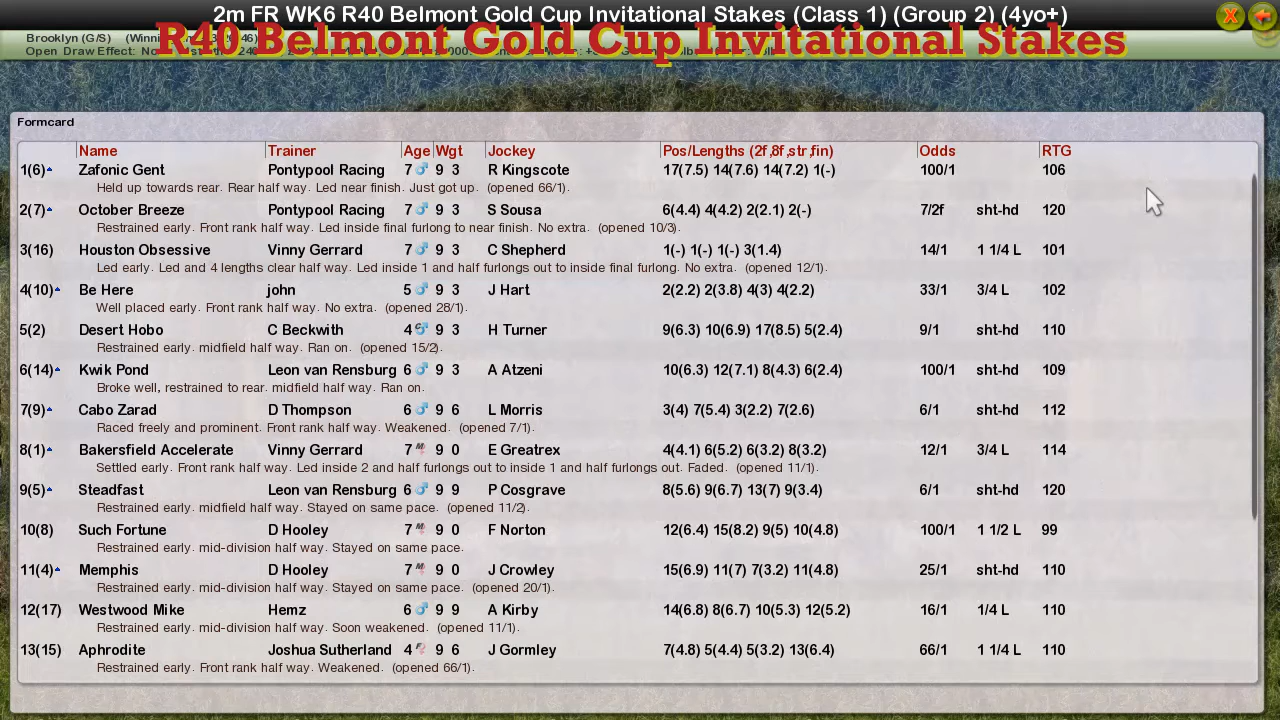 2m FR WK6 R40 Belmont Gold Cup Invitational Stakes (Class 1) (Group 2) (4yo+)
R40 Belmont Gold Cup Invitational Stakes
Brooklyn (G/S)
Open Draw Effect:
Formcard
Name Trainer Age Wgt Jockey Pos/Lengths (2f,8f,str,fin) Odds RTG
1(6) Zafonic Gent Pontypool Racing 7 9 3 R Kingscote 17(7.5) 14(7.6) 14(7.2) 1(-) 100/1 106
Held up towards rear. Rear half way. Led near finish. Just got up. (opened 66/1).
2(7) October Breeze Pontypool Racing 7 9 3 S Sousa 6(4.4) 4(4.2) 2(2.1) 2(-) 7/2f sht-hd 120
Restrained early. Front rank half way. Led inside final furlong to near finish. No extra. (opened 10/3).
3(16) Houston Obsessive Vinny Gerrard 7 9 3 C Shepherd 1(-) 1(-) 1(-) 3(1.4) 14/1 1 1/4 L 101
Led early. Led and 4 lengths clear half way. Led inside 1 and half furlongs out to inside final furlong. No extra. (opened 12/1).
4(10) Be Here john 5 9 3 J Hart 2(2.2) 2(3.8) 4(3) 4(2.2) 33/1 3/4 L 102
Well placed early. Front rank half way. No extra. (opened 28/1).
5(2) Desert Hobo C Beckwith 4 9 3 H Turner 9(6.3) 10(6.9) 17(8.5) 5(2.4) 9/1 sht-hd 110
Restrained early. midfield half way. Ran on. (opened 15/2).
6(14) Kwik Pond Leon van Rensburg 6 9 3 A Atzeni 10(6.3) 12(7.1) 8(4.3) 6(2.4) 100/1 sht-hd 109
Broke well, restrained to rear. midfield half way. Ran on.
7(9) Cabo Zarad D Thompson 6 9 6 L Morris 3(4) 7(5.4) 3(2.2) 7(2.6) 6/1 sht-hd 112
Raced freely and prominent. Front rank half way. Weakened. (opened 7/1).
8(1) Bakersfield Accelerate Vinny Gerrard 7 9 0 E Greatrex 4(4.1) 6(5.2) 6(3.2) 8(3.2) 12/1 3/4 L 114
Settled early. Front rank half way. Led inside 2 and half furlongs out to inside 1 and half furlongs out. Faded. (opened 11/1).
9(5) Steadfast Leon van Rensburg 6 9 9 P Cosgrave 8(5.6) 9(6.7) 13(7) 9(3.4) 6/1 sht-hd 120
Restrained early. midfield half way. Stayed on same pace. (opened 11/2).
10(8) Such Fortune D Hooley 7 9 0 F Norton 12(6.4) 15(8.2) 9(5) 10(4.8) 100/1 1 1/2 L 99
Restrained early. mid-division half way. Stayed on same pace.
11(4) Memphis D Hooley 7 9 0 J Crowley 15(6.9) 11(7) 7(3.2) 11(4.8) 25/1 sht-hd 110
Restrained early. mid-division half way. Stayed on same pace. (opened 20/1).
12(17) Westwood Mike Hemz 6 9 9 A Kirby 14(6.8) 8(6.7) 10(5.3) 12(5.2) 16/1 1/4 L 110
Restrained early. mid-division half way. Soon weakened. (opened 11/1).
13(15) Aphrodite Joshua Sutherland 4 9 6 J Gormley 7(4.8) 5(4.4) 5(3.2) 13(6.4) 66/1 1 1/4 L 110
Restrained early. Front rank half way. Weakened. (opened 66/1).